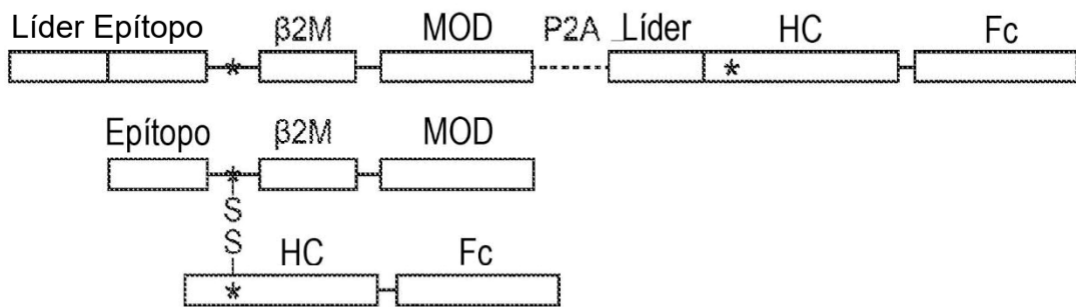 Líder Epítopo β2M MOD P2A Líder HC Fc
* *
Epítopo β2M MOD
*
S
S
HC Fc
*